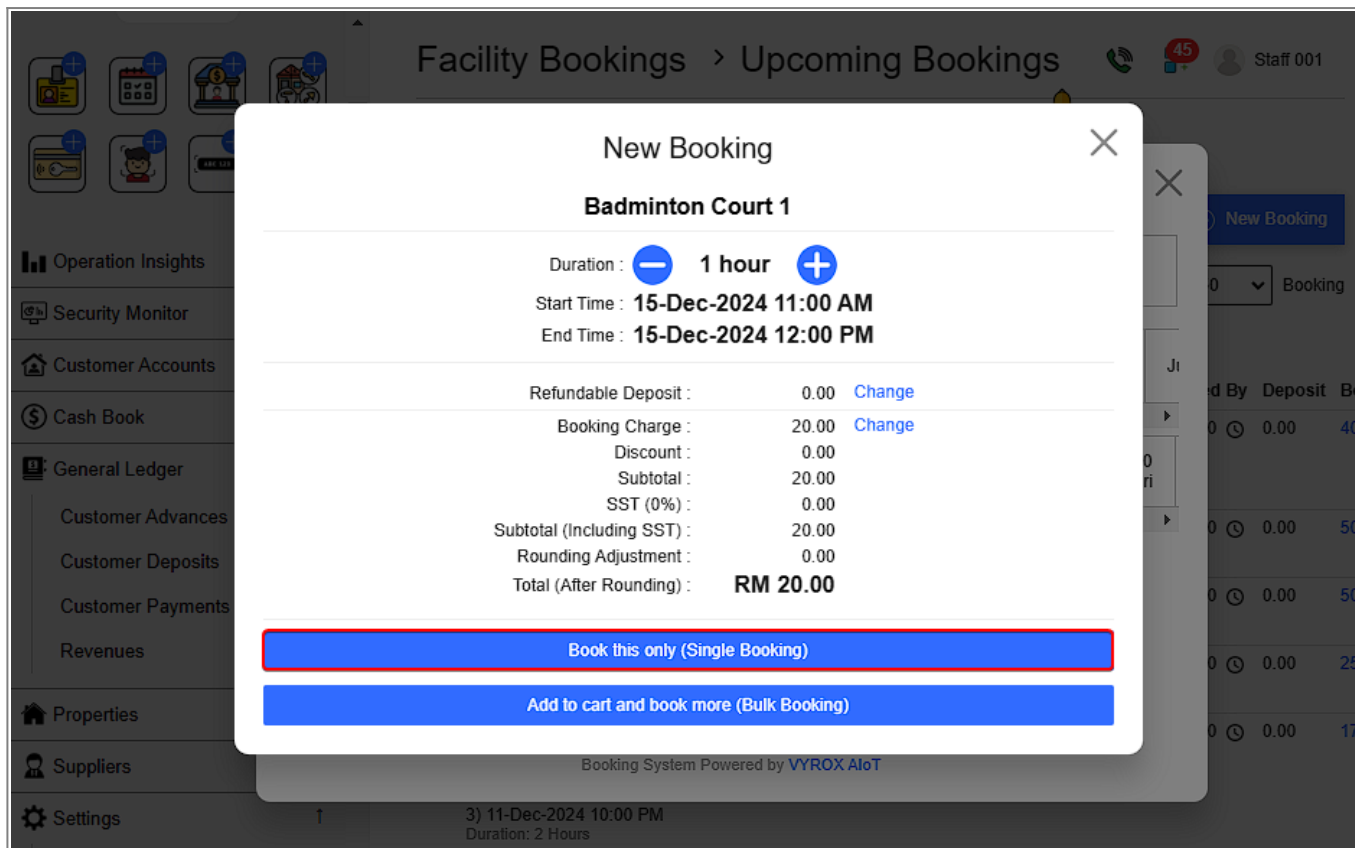 Facility Bookings > Upcoming Bookings
45
Staff 001
New Booking
Badminton Court 1
New Booking
Duration : 1 hour
Operation Insights
Booking
Start Time : 15-Dec-2024 11:00 AM
Security Monitor
End Time : 15-Dec-2024 12:00 PM
Customer Accounts
Refundable Deposit : 0.00 Change
Deposit
Cash Book
Booking Charge : 20.00 Change
0.00
Discount : 0.00
General Ledger
Subtotal : 20.00
SST (0%) : 0.00
Customer Advances
Subtotal (Including SST) : 20.00
0.00
Rounding Adjustment : 0.00
Customer Deposits
Total (After Rounding) : RM 20.00
0.00
Customer Payments
Book this only (Single Booking)
Revenues
0.00
Add to cart and book more (Bulk Booking)
Properties
0.00
Suppliers
Booking System Powered by VYROX AIoT
Settings
3) 11-Dec-2024 10:00 PM
Duration: 2 Hours